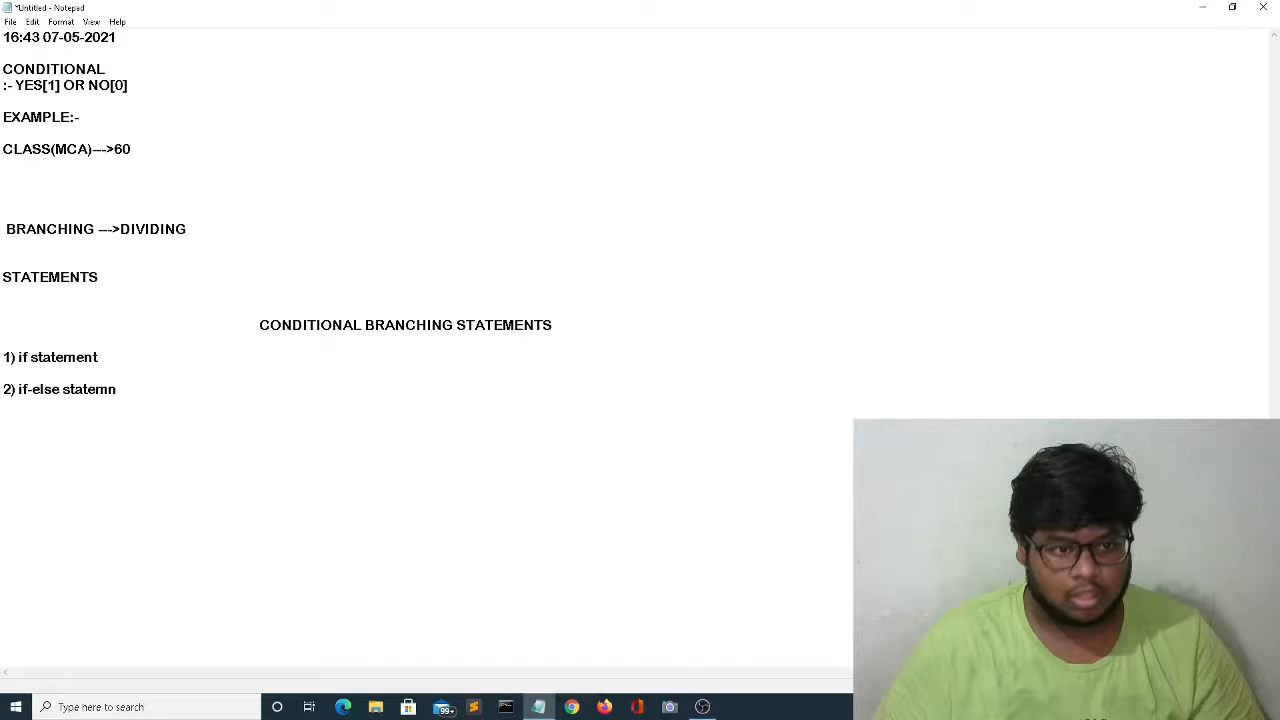 *Untitled - Notepad
File Edit Format View Help
16:43 07-05-2021
CONDITIONAL
:- YES[1] OR NO[0]
EXAMPLE:-
CLASS(MCA)--->60
BRANCHING --->DIVIDING
STATEMENTS
CONDITIONAL BRANCHING STATEMENTS
1) if statement
2) if-else statemn
Type here to search
99+